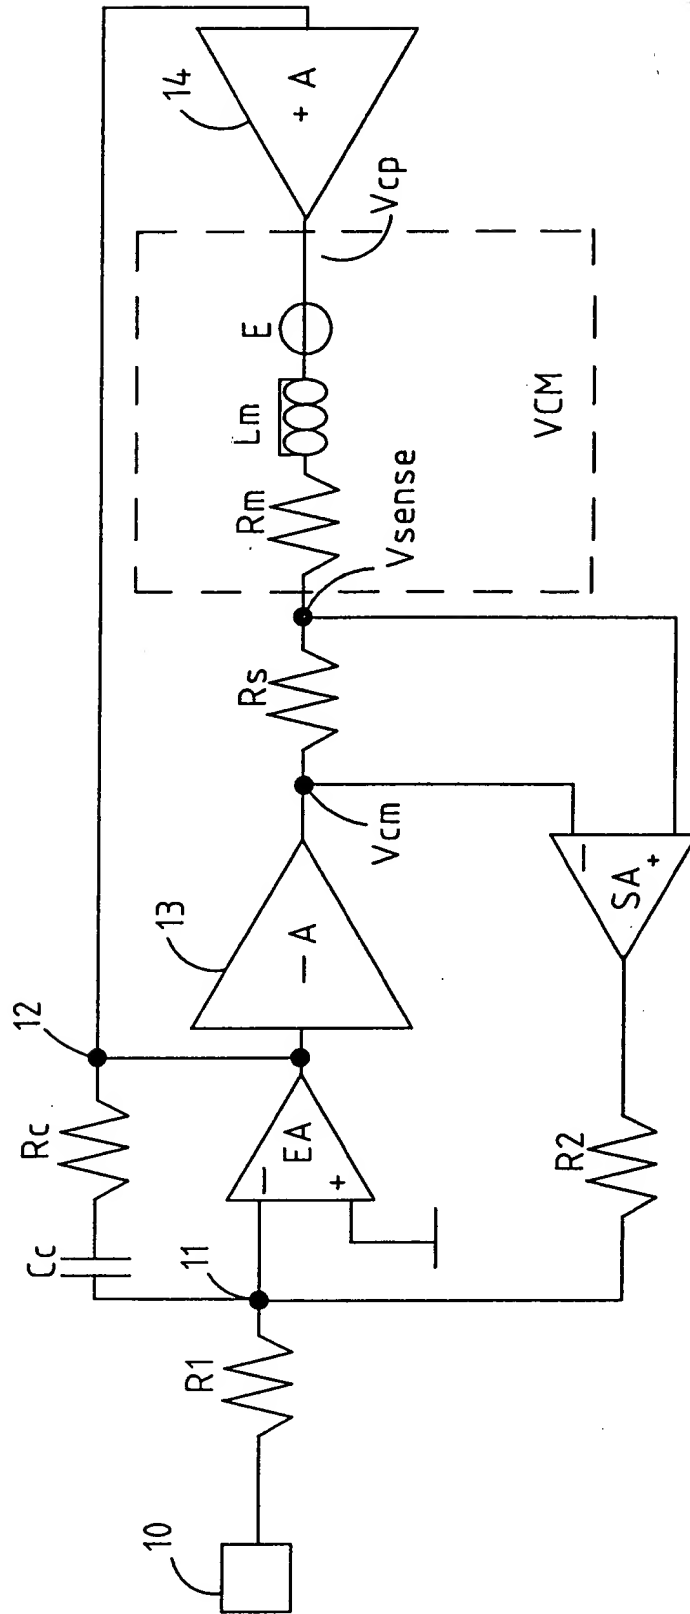 10
R1
11
Cc
Rc
12
EA
−
+
13
− A
Vcm
Rs
Vsense
Rm
Lm
E
VCM
Vcp
14
+ A
R2
SA
−
+